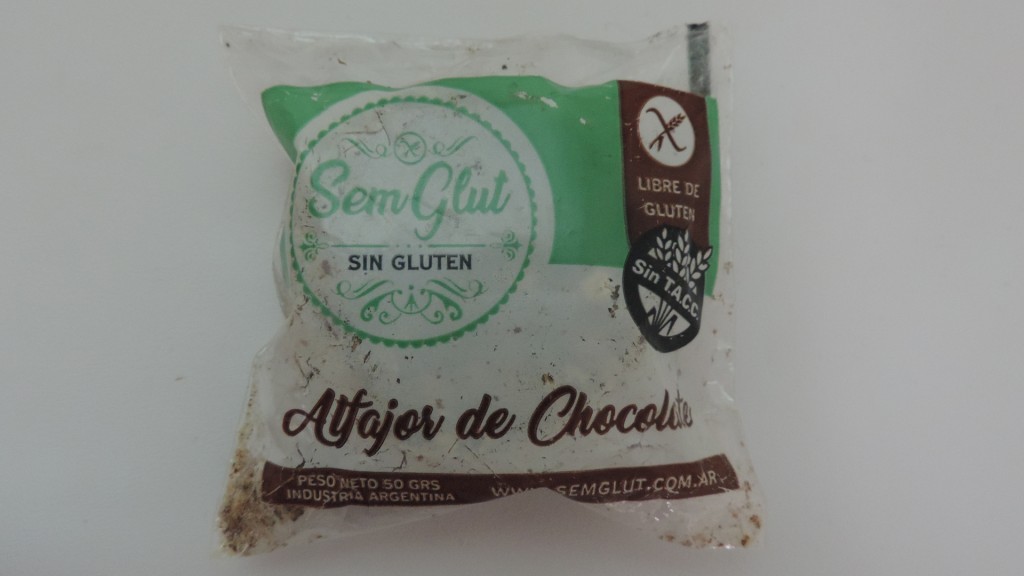 Sem Glut
SIN GLUTEN
LIBRE DE
GLUTEN
Sin T.A.C.C.
Alfajor de Chocolate
PESO NETO 50 GRS
INDUSTRIA ARGENTINA
WWW.SEMGLUT.COM.AR